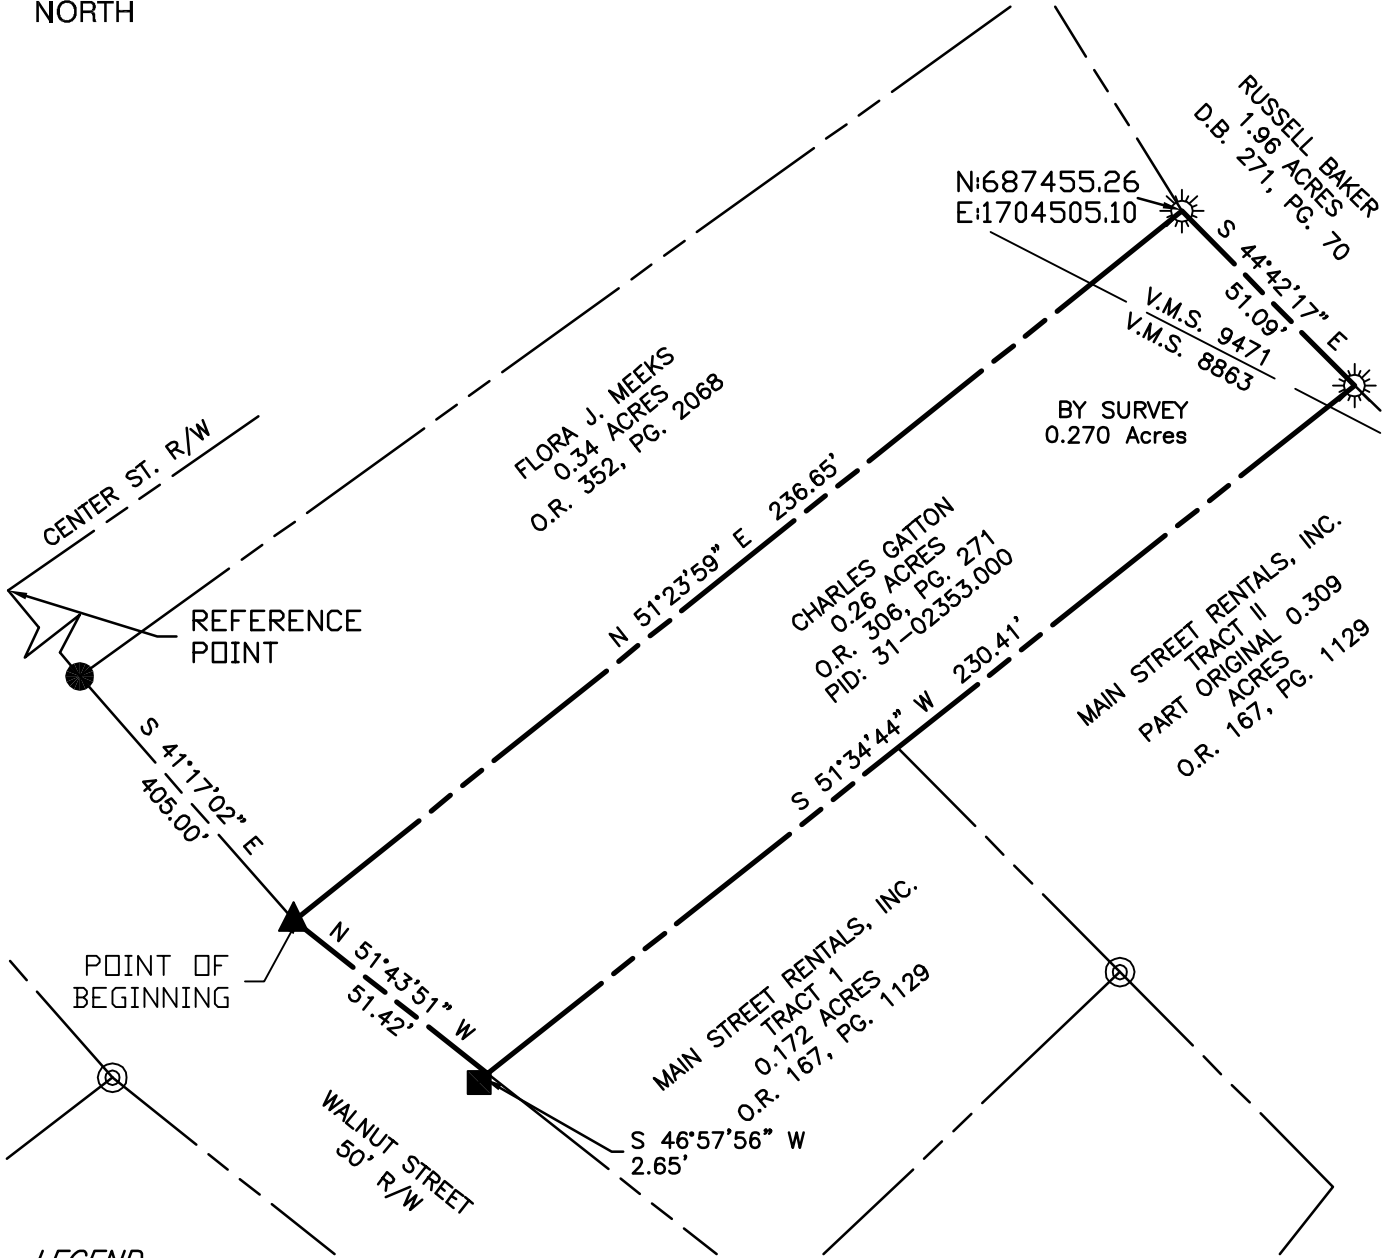 NORTH
RUSSELL BAKER
1.96 ACRES
D.B. 271, PG. 70
N:687455.26
E:1704505.10
S 44°42'17" E
51.09'
V.M.S. 9471
V.M.S. 8863
BY SURVEY
0.270 Acres
FLORA J. MEEKS
0.34 ACRES
O.R. 352, PG. 2068
CENTER ST. R/W
REFERENCE
POINT
N 51°23'59" E 236.65'
CHARLES GATTON
0.26 ACRES
O.R. 306, PG. 271
PID: 31-02353.000
MAIN STREET RENTALS, INC.
TRACT II
PART ORIGINAL 0.309
ACRES
O.R. 167, PG. 1129
S 51°34'44" W 230.41'
S 41°17'02" E
405.00'
POINT OF
BEGINNING
N 51°43'51" W
51.42'
MAIN STREET RENTALS, INC.
TRACT 1
0.172 ACRES
O.R. 167, PG. 1129
S 46°57'56" W
2.65'
WALNUT STREET
50' R/W
LEGEND